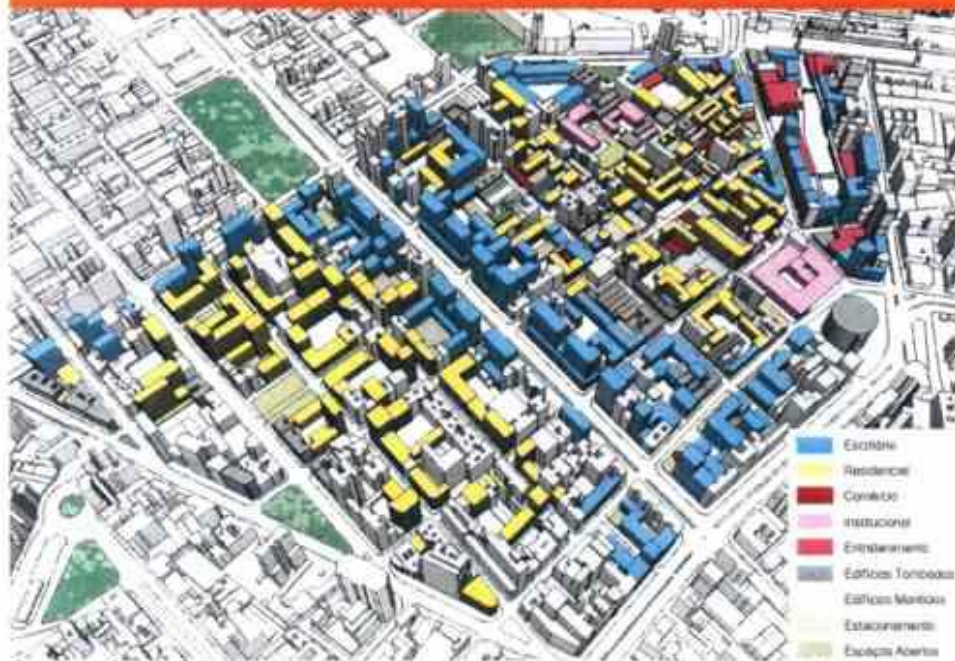 Escritório
Residencial
Comércio
Institucional
Entretenimento
Edifícios Tombados
Edifícios Mantidos
Estacionamento
Espaços Abertos